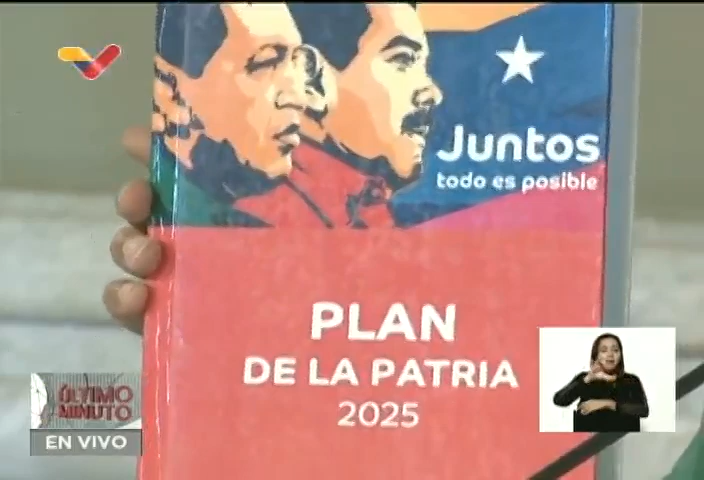 Juntos
todo es posible
PLAN
DE LA PATRIA
2025
ÚLTIMO
MINUTO
EN VIVO